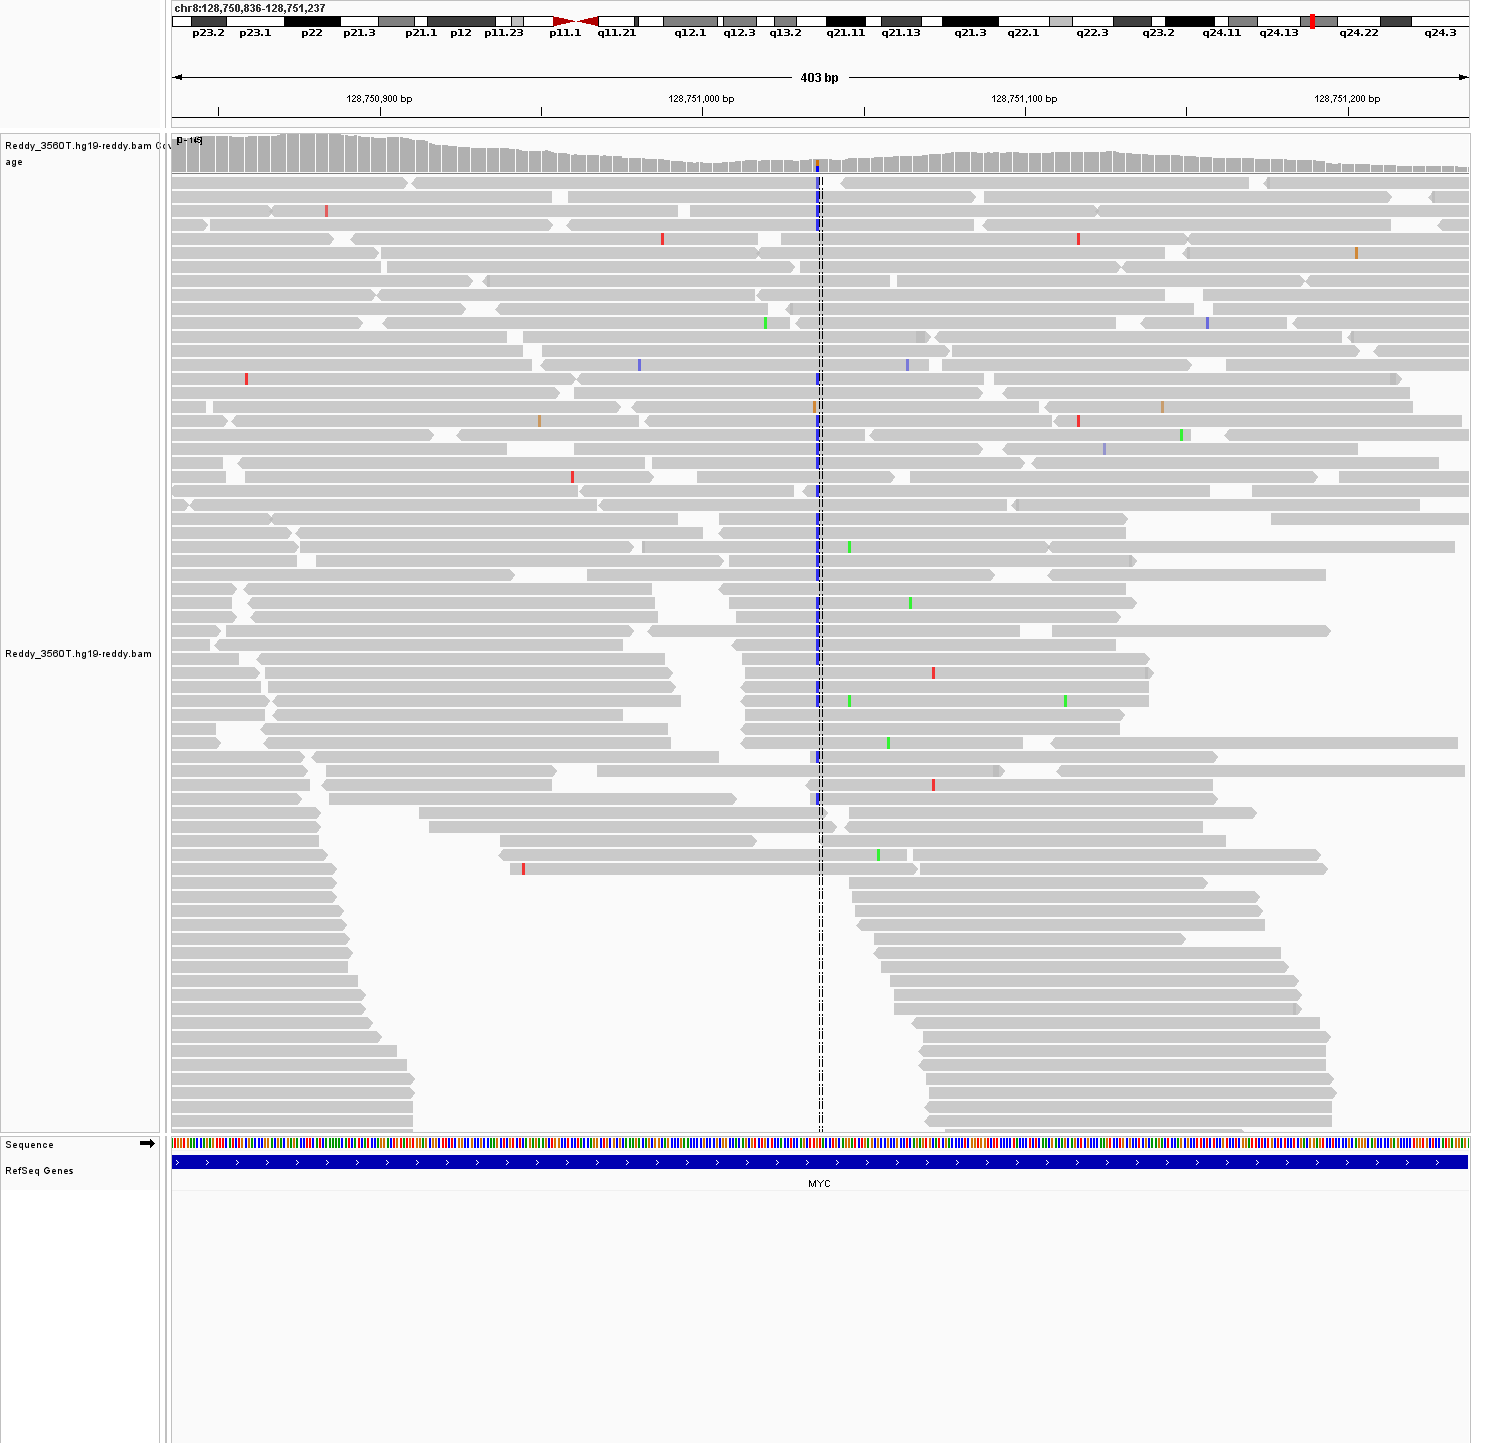 chr8:128,750,836-128,751,237
p23.2 p23.1 p22 p21.3 p21.1 p12 p11.23 p11.1 q11.21 q12.1 q12.3 q13.2 q21.11 q21.13 q21.3 q22.1 q22.3 q23.2 q24.11 q24.13 q24.22 q24.3
403 bp
128,750,900 bp 128,751,000 bp 128,751,100 bp 128,751,200 bp
Reddy_3560T.hg19-reddy.bam Cov
age
Reddy_3560T.hg19-reddy.bam
Sequence
RefSeq Genes
MYC